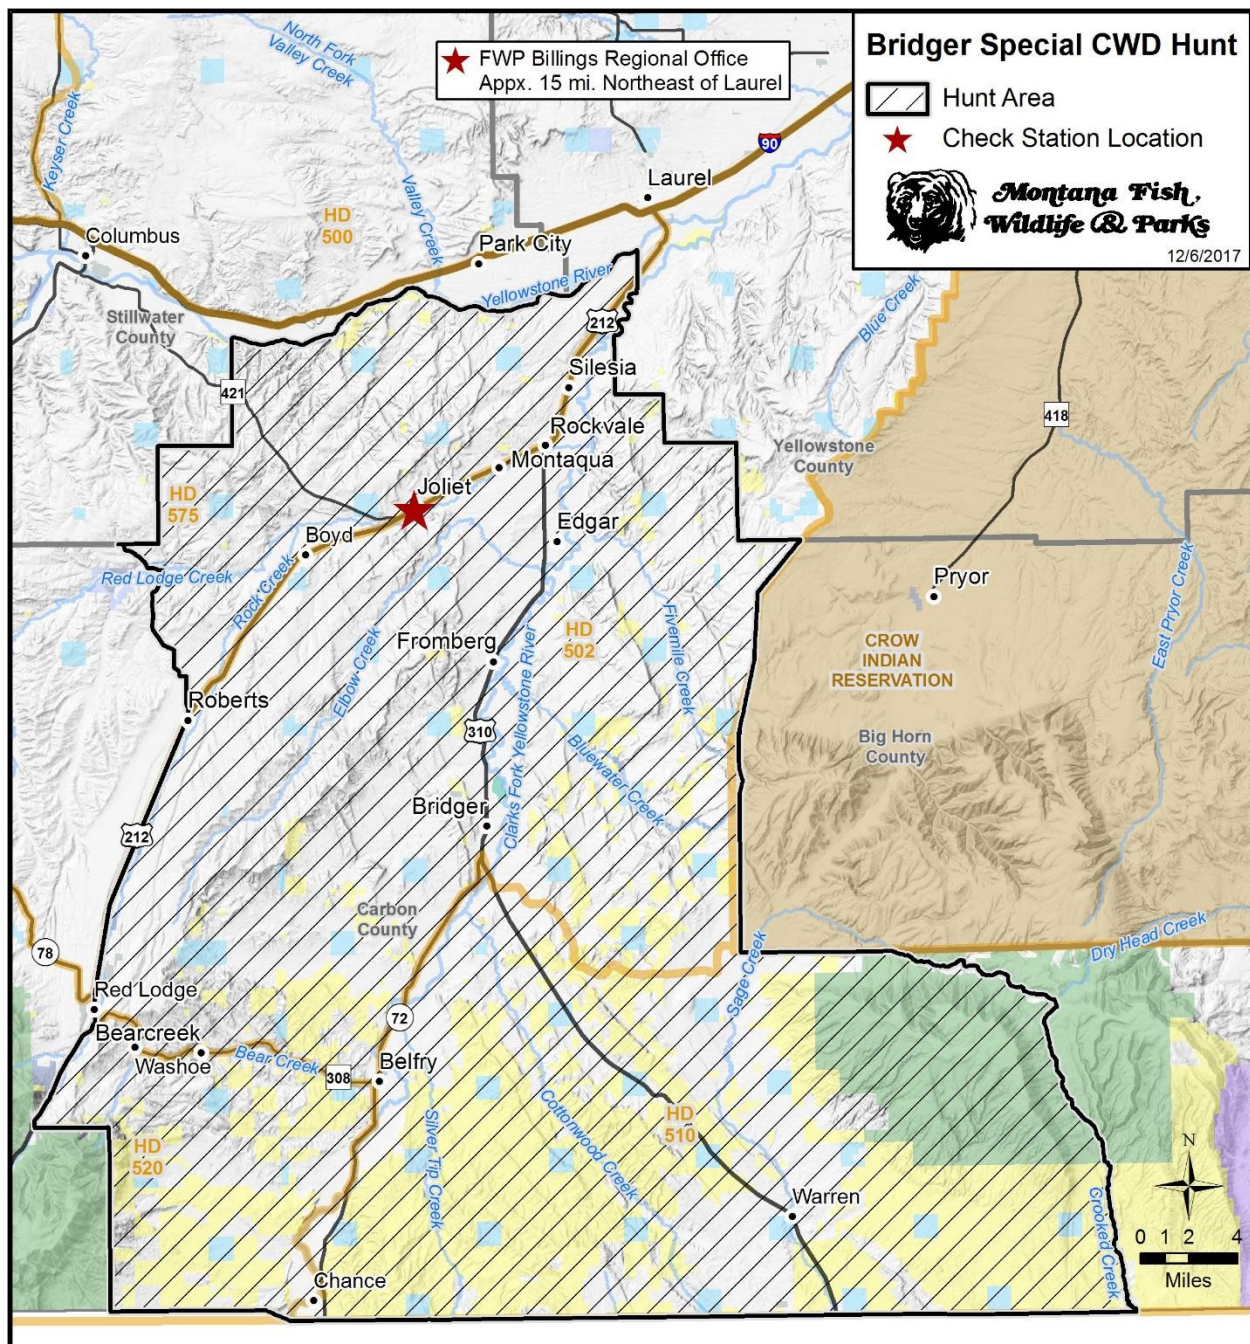 Bridger Special CWD Hunt
Hunt Area
Check Station Location
Montana Fish,
Wildlife & Parks
12/6/2017
FWP Billings Regional Office
Appx. 15 mi. Northeast of Laurel
North Fork
Valley Creek
Keyser Creek
Valley Creek
90
Laurel
HD
500
Columbus
Park City
Yellowstone River
Blue Creek
Stillwater
County
212
Silesia
421
418
Rockvale
Yellowstone
County
Montaqua
Joliet
HD
575
Edgar
Boyd
Red Lodge Creek
Rock Creek
Pryor
East Pryor Creek
Fivemile Creek
HD
502
Fromberg
Elbow Creek
CROW
INDIAN
RESERVATION
Roberts
Clarks Fork Yellowstone River
310
Big Horn
County
Bluewater Creek
Bridger
212
Carbon
County
Dry Head Creek
78
Sage Creek
Red Lodge
72
Bearcreek
Washoe
Bear Creek
308
Belfry
Silver Tip Creek
Cottonwood Creek
HD
510
HD
520
N
Warren
Crooked Creek
0 1 2 4
Miles
Chance